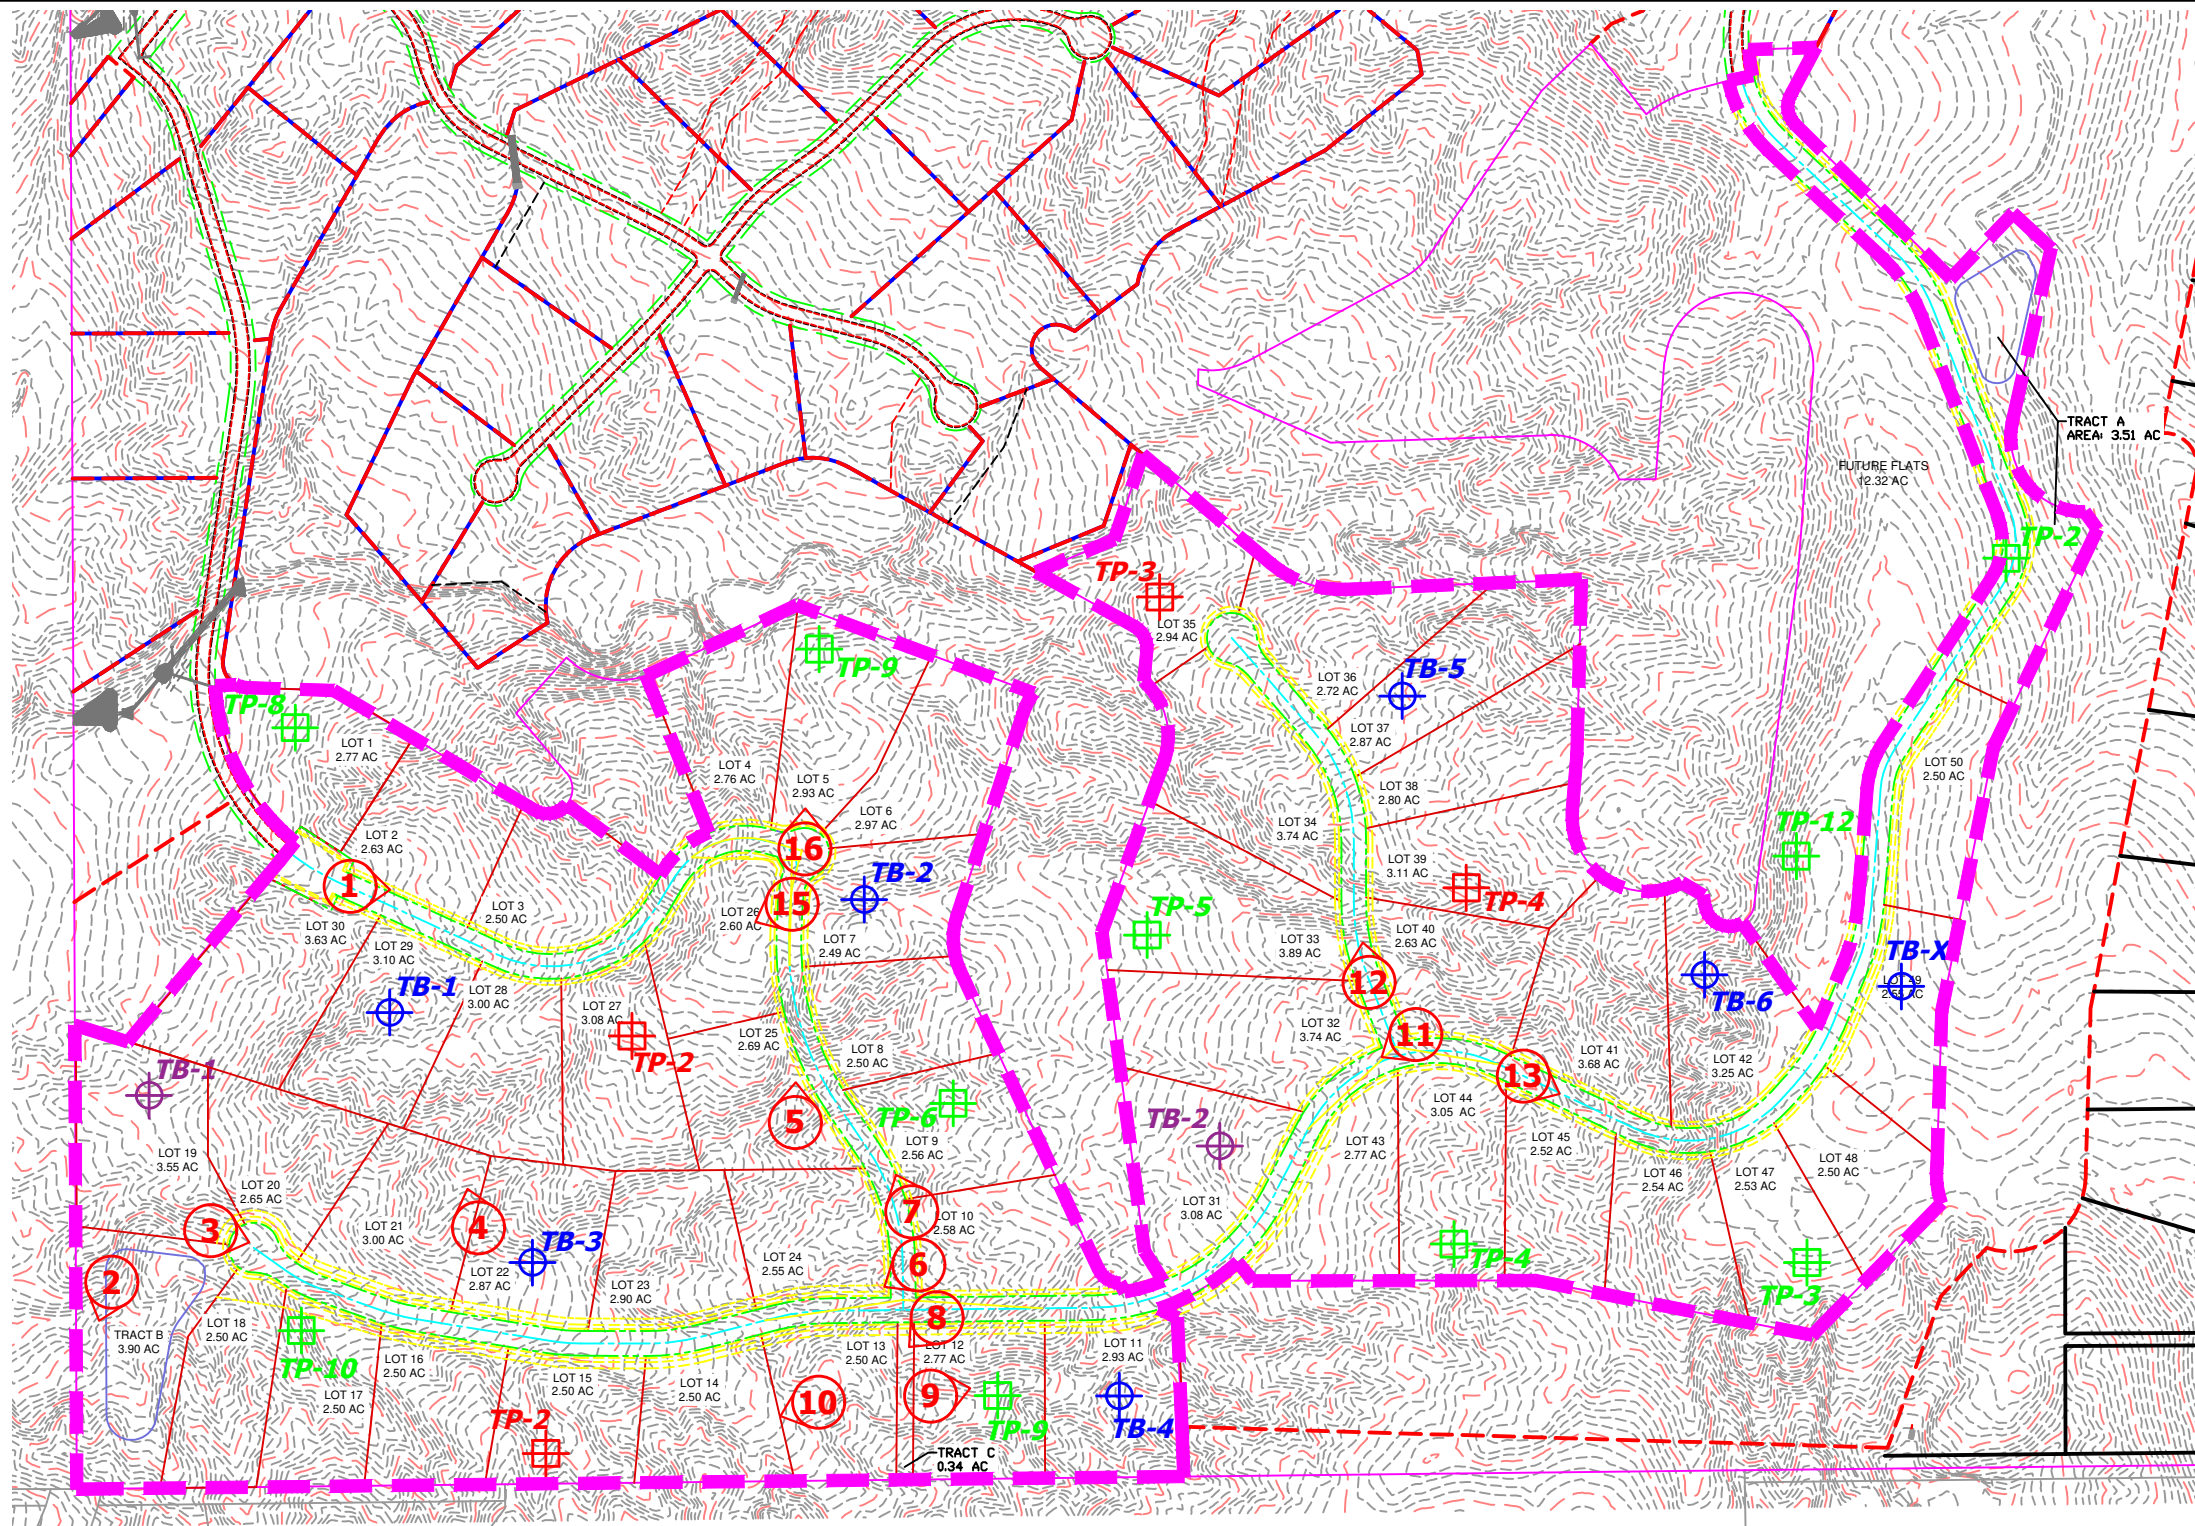 TRACT A
AREA: 3.51 AC
FUTURE FLATS
12.32 AC
TP-2
TP-3
LOT 35
2.94 AC
TP-9
TB-5
LOT 36
2.72 AC
TP-8
LOT 1
2.77 AC
LOT 37
2.87 AC
LOT 4
2.76 AC
LOT 5
2.93 AC
LOT 50
2.50 AC
LOT 38
2.80 AC
LOT 6
2.97 AC
LOT 34
3.74 AC
TP-12
LOT 2
2.63 AC
16
LOT 39
3.11 AC
TB-2
1
15
TP-4
LOT 3
2.50 AC
LOT 26
2.60 AC
TP-5
LOT 30
3.63 AC
LOT 29
3.10 AC
LOT 7
2.49 AC
LOT 33
3.89 AC
LOT 40
2.63 AC
TB-X
TB-1
LOT 28
3.00 AC
12
TB-6
LOT 27
3.08 AC
LOT 25
2.69 AC
LOT 32
3.74 AC
11
TP-2
LOT 8
2.50 AC
LOT 41
3.68 AC
LOT 42
3.25 AC
TB-1
13
LOT 44
3.05 AC
5
TP-6
TB-2
LOT 9
2.56 AC
LOT 43
2.77 AC
LOT 45
2.52 AC
LOT 19
3.55 AC
LOT 46
2.54 AC
LOT 47
2.53 AC
LOT 48
2.50 AC
LOT 20
2.65 AC
LOT 31
3.08 AC
7
LOT 10
2.58 AC
3
LOT 21
3.00 AC
4
TB-3
TP-4
LOT 24
2.55 AC
6
2
LOT 22
2.87 AC
LOT 23
2.90 AC
TP-3
8
LOT 18
2.50 AC
TRACT B
3.90 AC
LOT 13
2.50 AC
LOT 12
2.77 AC
LOT 11
2.93 AC
LOT 16
2.50 AC
TP-10
LOT 15
2.50 AC
LOT 14
2.50 AC
LOT 17
2.50 AC
10
9
TP-2
TP-9
TB-4
TRACT C
0.34 AC